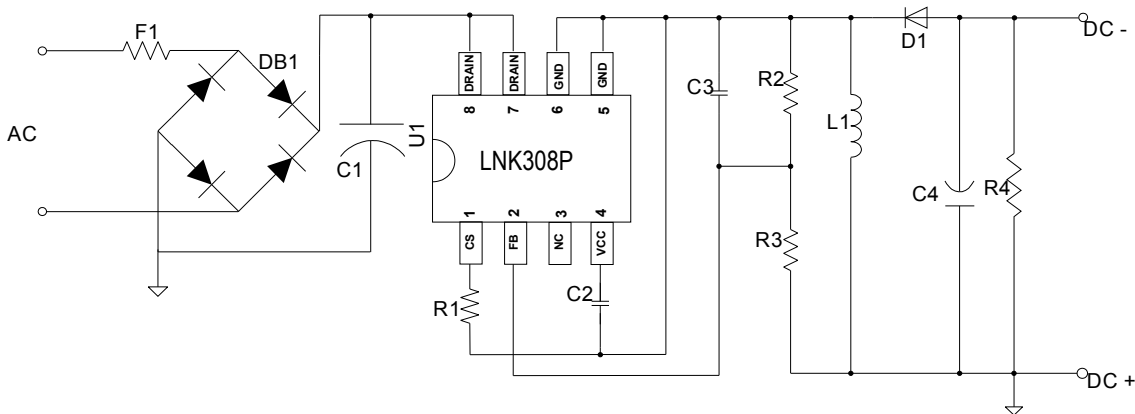 F1
DB1
AC
C1
U1
DRAIN
DRAIN
GND
GND
8
7
6
5
LNK308P
1
2
3
4
CS
FB
NC
VCC
R1
C2
C3
R2
L1
R3
D1
C4
R4
DC -
DC +